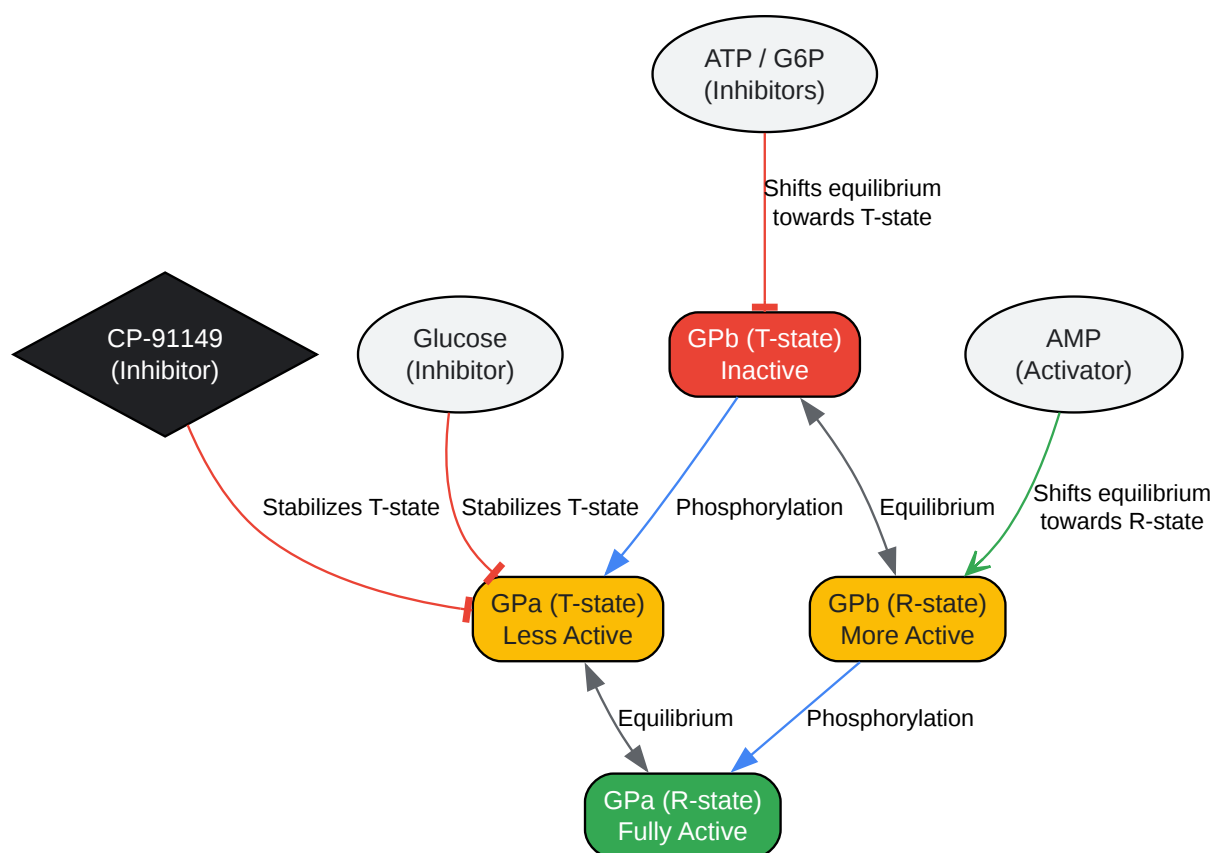 ATP / G6P
(Inhibitors)
Shifts equilibrium
towards T-state
CP-91149
(Inhibitor)
Glucose
(Inhibitor)
GPb (T-state)
Inactive
AMP
(Activator)
Stabilizes T-state
Stabilizes T-state
Phosphorylation
Equilibrium
Shifts equilibrium
towards R-state
GPa (T-state)
Less Active
GPb (R-state)
More Active
Equilibrium
Phosphorylation
GPa (R-state)
Fully Active